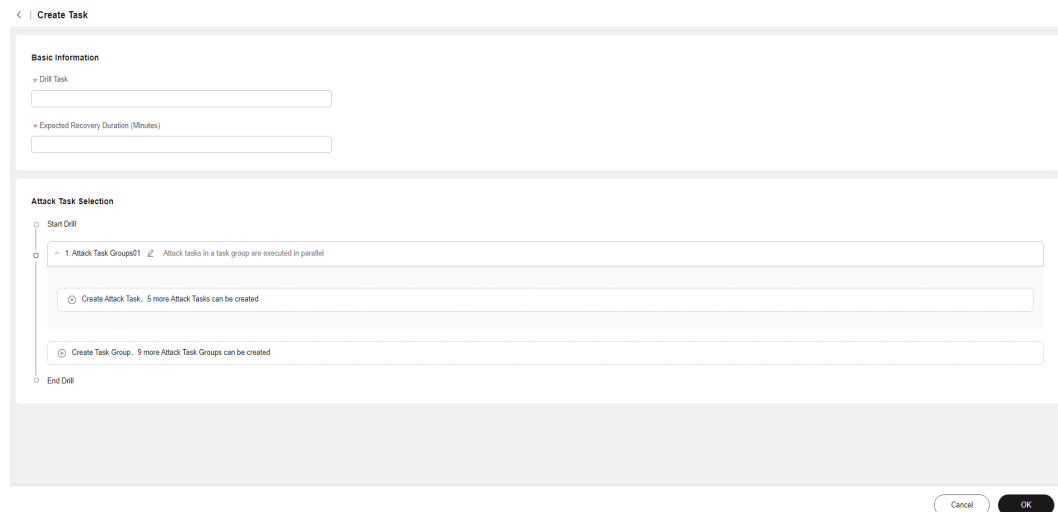 Create Task
Basic Information
* Drill Task
* Expected Recovery Duration (Minutes)
Attack Task Selection
Start Drill
1. Attack Task Groups01 Attack tasks in a task group are executed in parallel
Create Attack Task, 5 more Attack Tasks can be created
Create Task Group, 9 more Attack Task Groups can be created
End Drill
Cancel OK